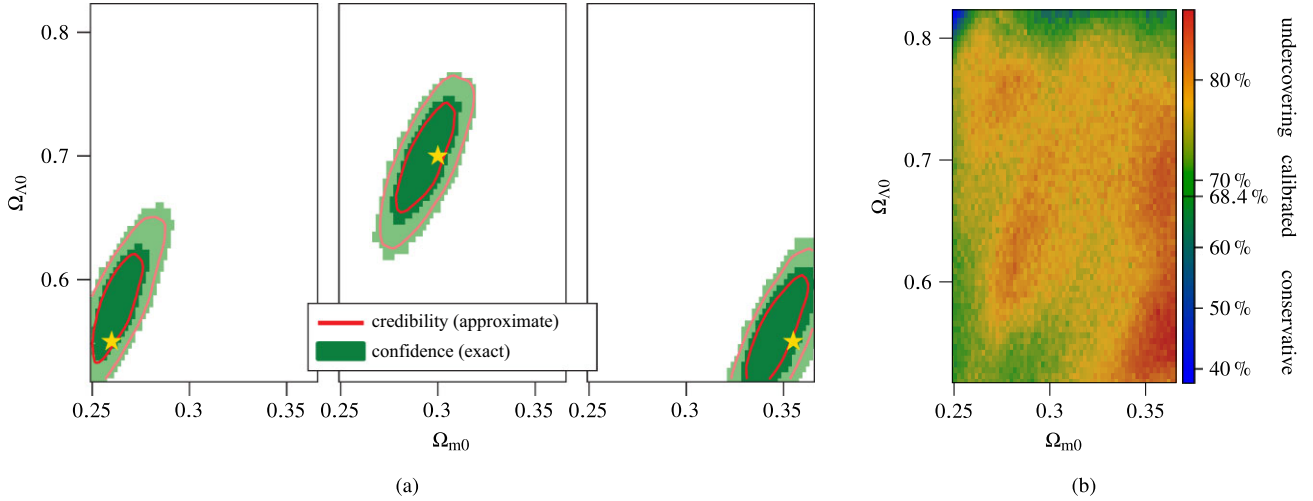 0.8
0.7
0.6
Ω_Λ0
0.25 0.3 0.35
0.25 0.3 0.35
0.25 0.3 0.35
Ω_m0
credibility (approximate)
confidence (exact)
(a)
0.8
0.7
0.6
Ω_Λ0
0.25 0.3 0.35
Ω_m0
80 %
70 %
68.4 %
60 %
50 %
40 %
undercovering calibrated conservative
(b)